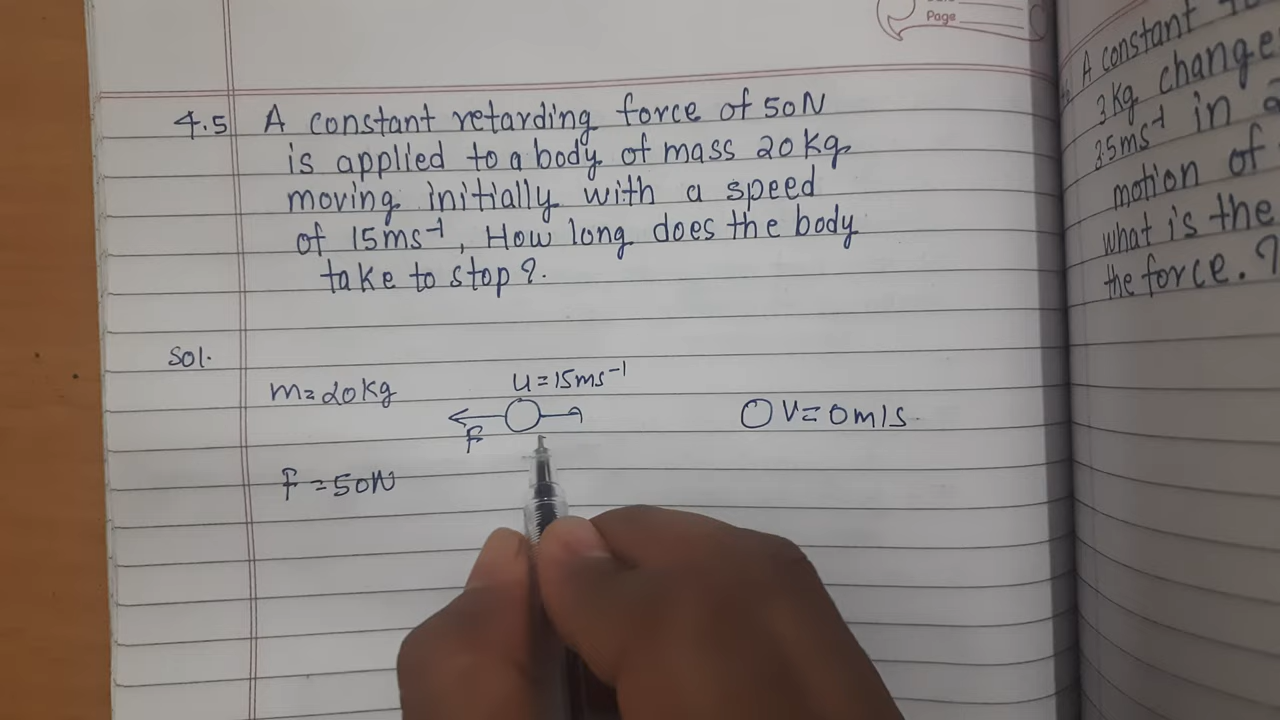 Page
4.5 A constant retarding force of 50N
is applied to a body of mass 20kg
moving initially with a speed
of 15ms⁻¹, How long does the body
take to stop?.
Sol.
m=20kg
u=15ms⁻¹
F
V=0m/s.
F=50N
A constant
3kg change
3.5ms⁻¹ in
motion of
what is the
the force.?